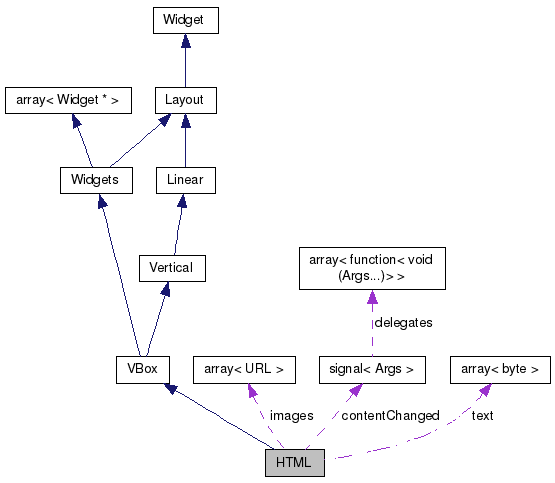 Widget
array< Widget * >
Layout
Widgets
Linear
Vertical
array< function< void
(Args...)> >
delegates
VBox
array< URL >
signal< Args >
array< byte >
images
contentChanged
text
HTML